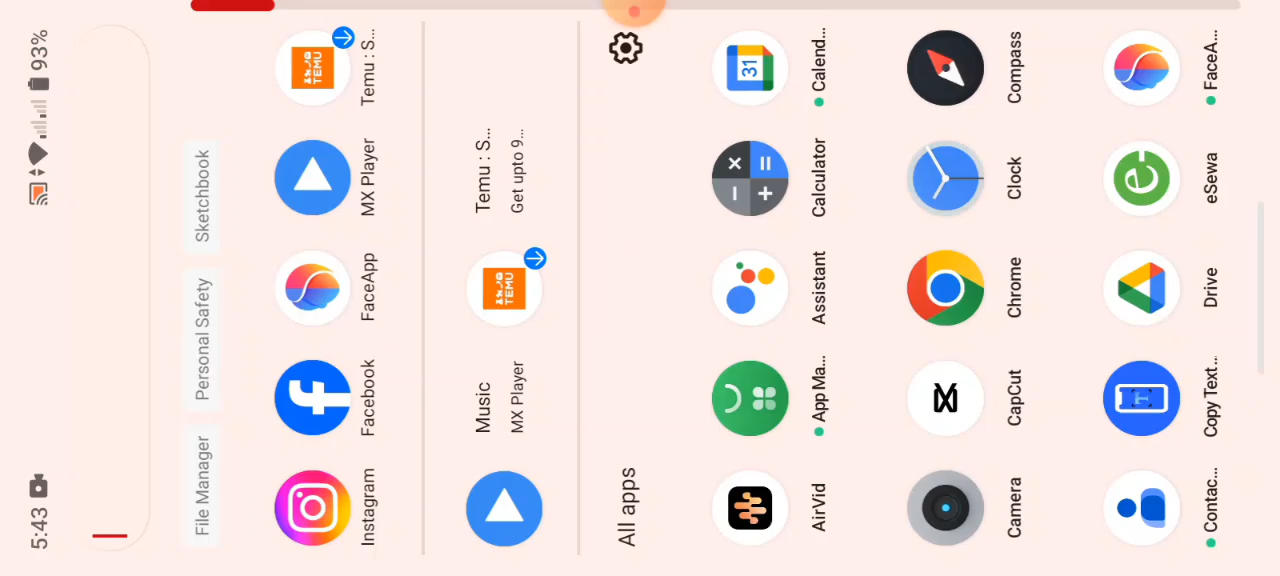 5:43 93%
File Manager Personal Safety Sketchbook
Instagram Facebook FaceApp MX Player Temu : S...
TEMU
Music Temu : S...
MX Player Get upto 9...
TEMU
All apps
31
AirVid App Ma... Assistant Calculator Calend...
Camera CapCut Chrome Clock Compass
T
Contac... Copy Text.. Drive eSeva FaceA...